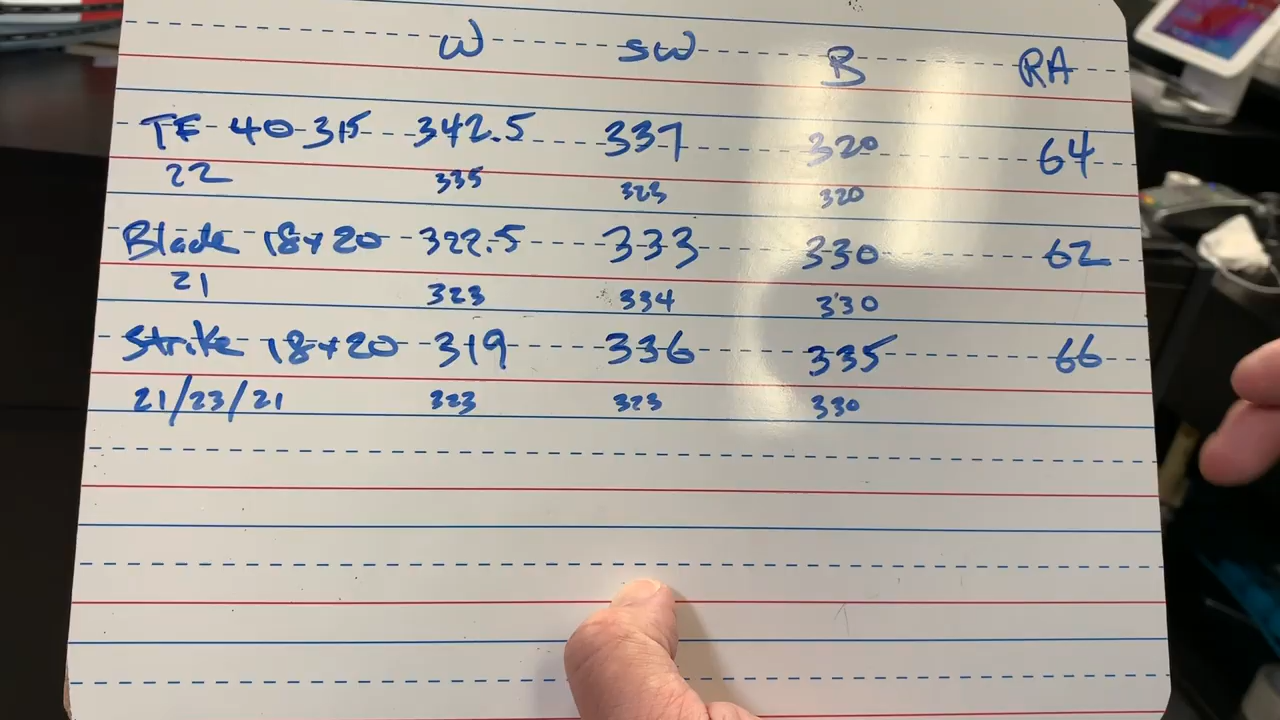 W SW B RA
TF 40-315 342.5 337 320 64
22 335 323 320
Blade 18x20 322.5 333 330 62
21 323 334 330
Strike 18x20 319 336 335 66
21/23/21 323 323 330